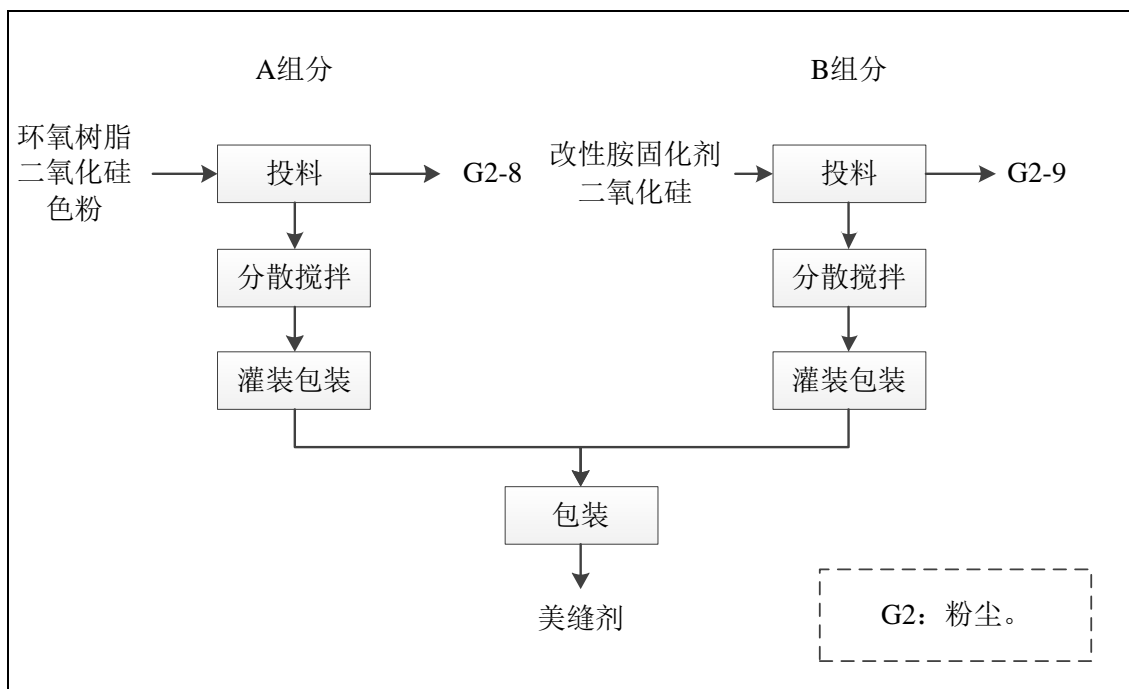 A组分
B组分
环氧树脂
二氧化硅
色粉
投料
G2-8
改性胺固化剂
二氧化硅
投料
G2-9
分散搅拌
分散搅拌
灌装包装
灌装包装
包装
美缝剂
G2：粉尘。